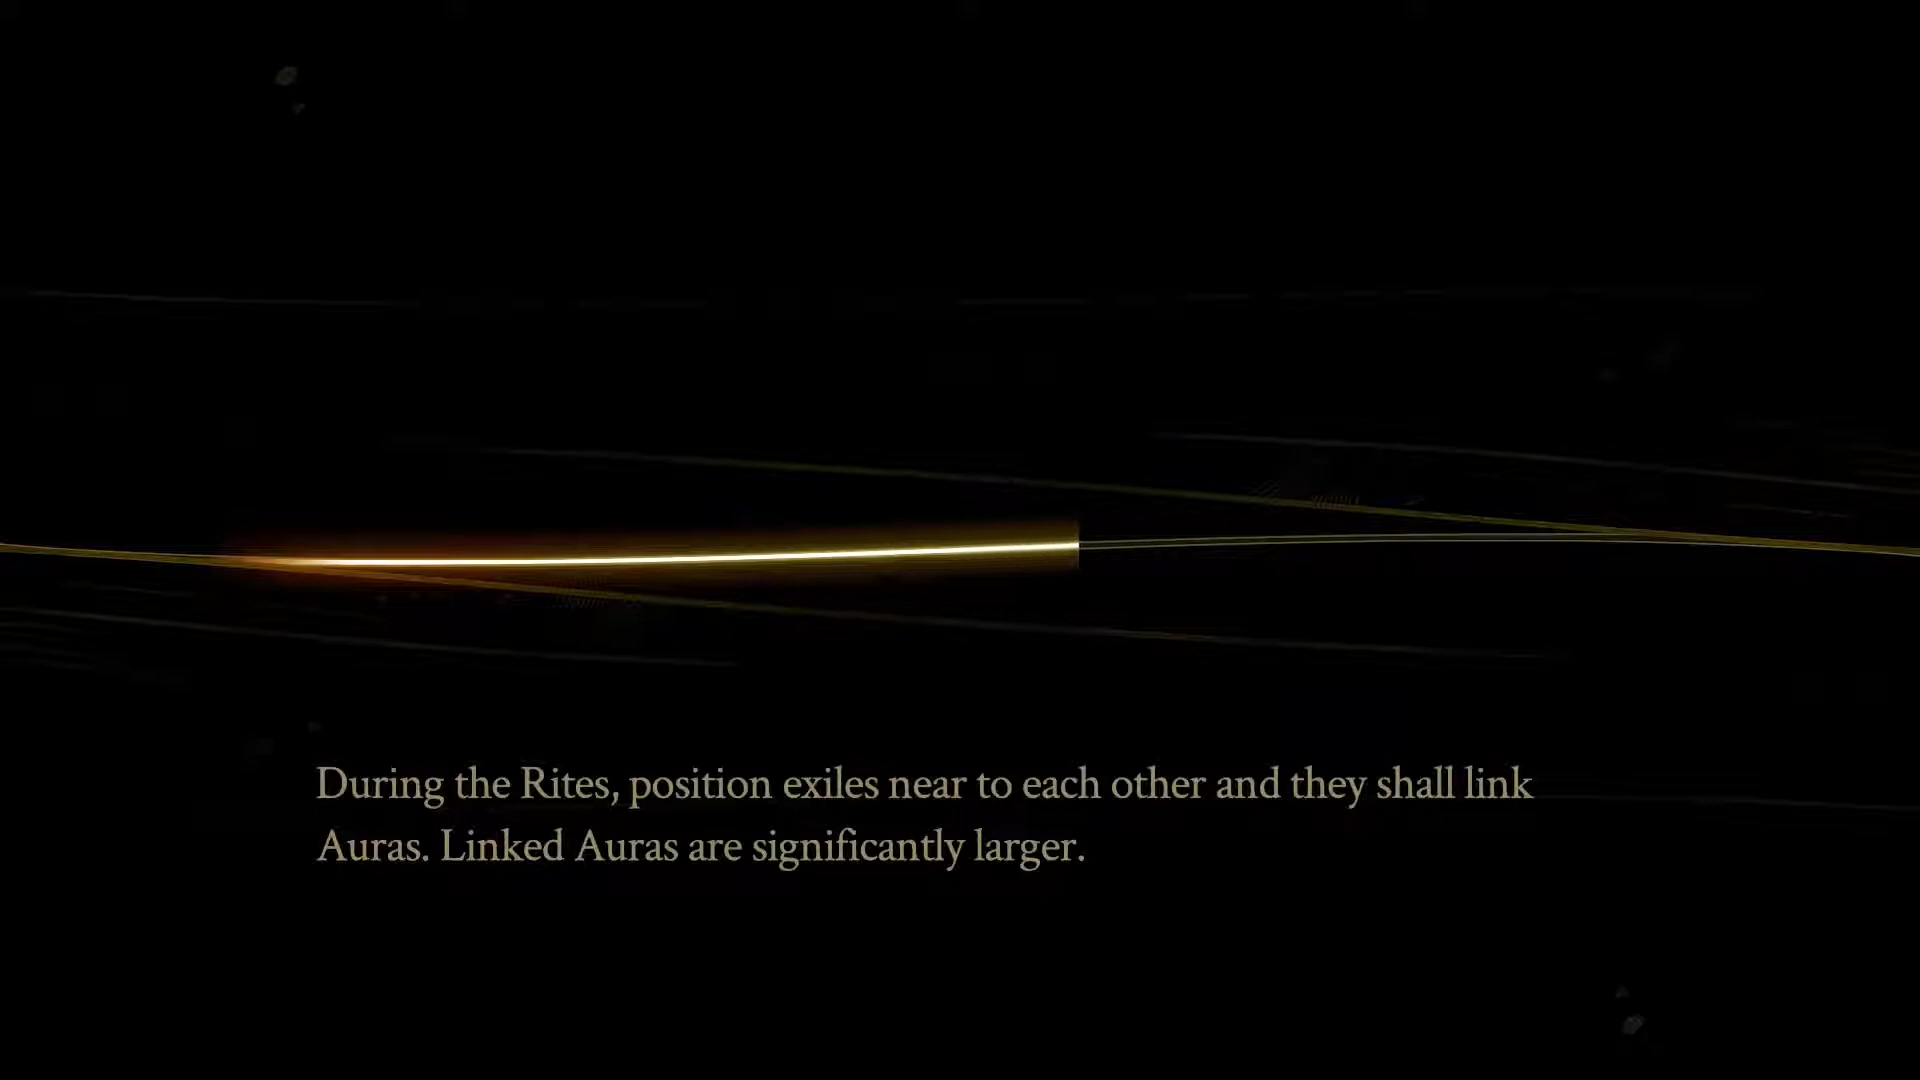 During the Rites, position exiles near to each other and they shall link
Auras. Linked Auras are significantly larger.